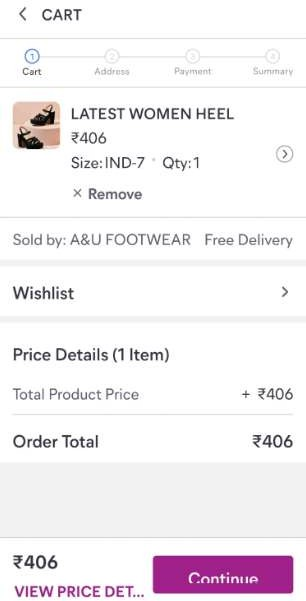 CART
1 2 3 4
Cart Address Payment Summary
LATEST WOMEN HEEL
₹406
Size:IND-7 Qty:1
× Remove
Sold by: A&U FOOTWEAR Free Delivery
Wishlist
Price Details (1 Item)
Total Product Price + ₹406
Order Total ₹406
₹406
VIEW PRICE DET... Continue